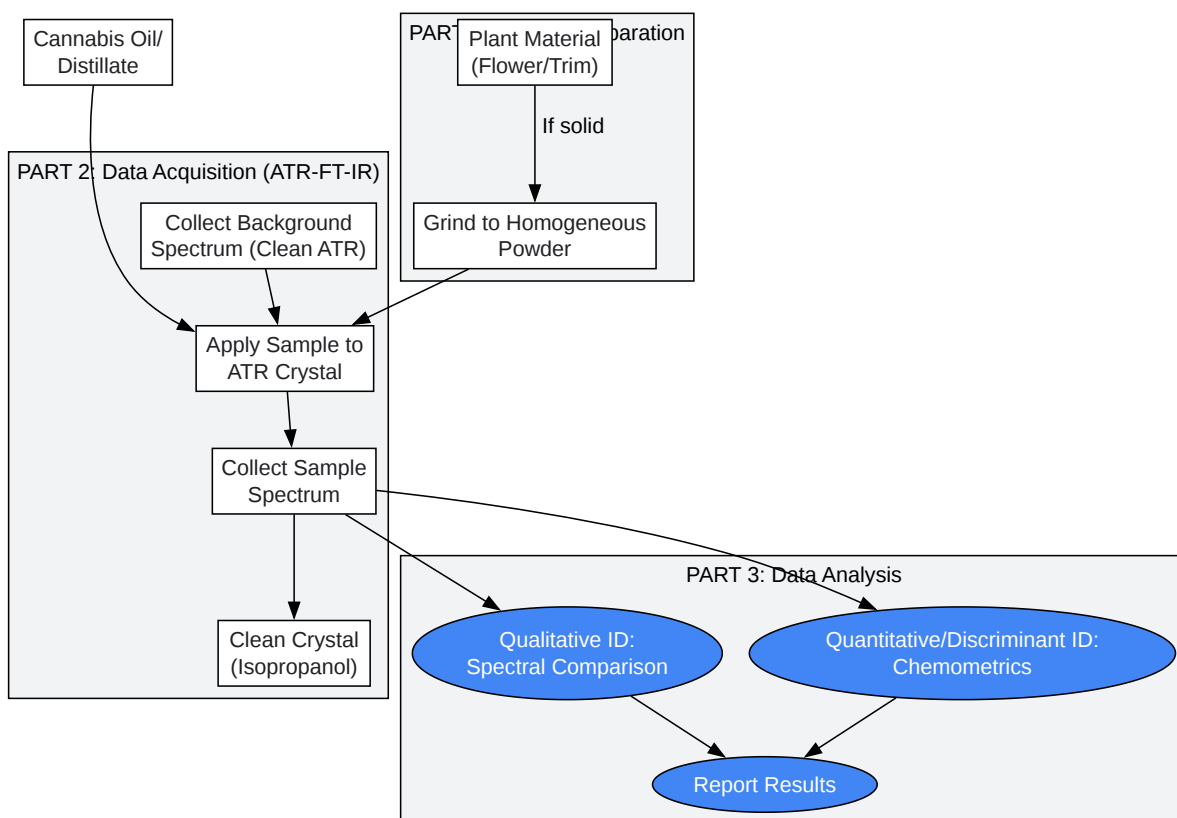 Cannabis Oil/
Distillate
PART
paration
Plant Material
(Flower/Trim)
If solid
Grind to Homogeneous
Powder
PART 2: Data Acquisition (ATR-FT-IR)
Collect Background
Spectrum (Clean ATR)
Apply Sample to
ATR Crystal
Collect Sample
Spectrum
Clean Crystal
(Isopropanol)
PART 3: Data Analysis
Qualitative ID:
Spectral Comparison
Quantitative/Discriminant ID:
Chemometrics
Report Results